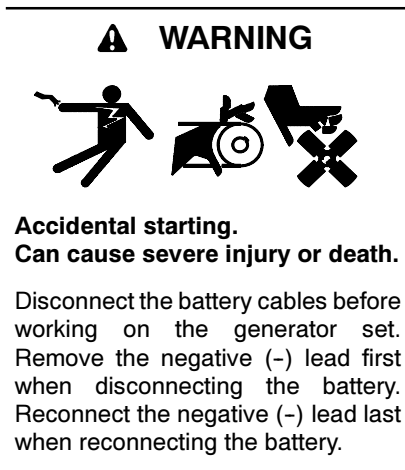 WARNING
Accidental starting.
Can cause severe injury or death.
Disconnect the battery cables before
working on the generator set.
Remove the negative (–) lead first
when disconnecting the battery.
Reconnect the negative (–) lead last
when reconnecting the battery.